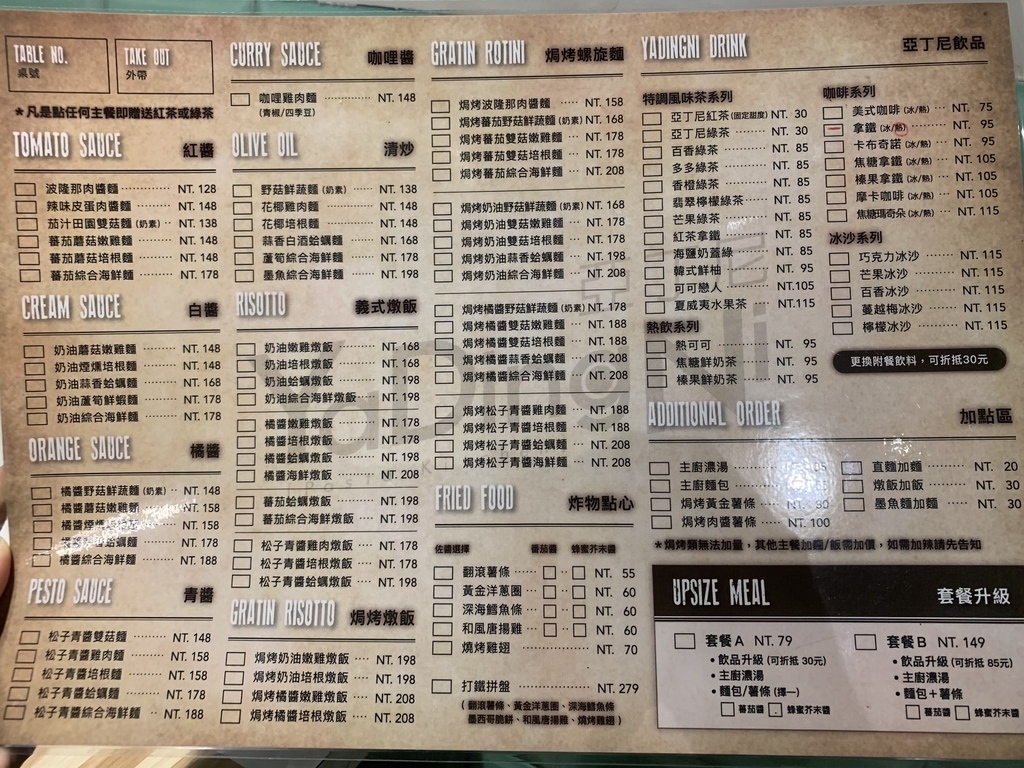 TABLE NO.
桌號
TAKE OUT
外帶
*凡是點任何主餐即贈送紅茶或綠茶
TOMATO SAUCE 紅醬
波隆那肉醬麵 NT. 128
辣味皮蛋肉醬麵 NT. 148
茄汁田園雙菇麵(奶素) NT. 138
蕃茄蘑菇嫩雞麵 NT. 148
蕃茄蘑菇培根麵 NT. 148
蕃茄綜合海鮮麵 NT. 178
CREAM SAUCE 白醬
奶油蘑菇嫩雞麵 NT. 148
奶油煙燻培根麵 NT. 148
奶油蒜香蛤蠣麵 NT. 168
奶油蘆筍鮮蝦麵 NT. 178
奶油綜合海鮮麵 NT. 178
ORANGE SAUCE 橘醬
橘醬野菇鮮蔬麵(奶素) NT. 148
橘醬蘑菇嫩雞麵 NT. 158
橘醬煙燻培根麵 NT. 158
橘醬 蛤蠣麵 NT. 178
橘醬綜合海鮮麵 NT. 188
PESTO SAUCE 青醬
松子青醬雙菇麵 NT. 148
松子青醬雞肉麵 NT. 158
松子青醬培根麵 NT. 158
松子青醬蛤蠣麵 NT. 178
松子青醬綜合海鮮麵 NT. 188
CURRY SAUCE 咖哩醬
咖哩雞肉麵 NT. 148
(青椒/四季豆)
OLIVE OIL 清炒
野菇鮮蔬麵(奶素) NT. 138
花椰雞肉麵 NT. 148
花椰培根麵 NT. 148
蒜香白酒蛤蠣麵 NT. 168
蘆筍綜合海鮮麵 NT. 178
墨魚綜合海鮮麵 NT. 198
RISOTTO 義式燉飯
奶油嫩雞燉飯 NT. 168
奶油培根燉飯 NT. 168
奶油蛤蠣燉飯 NT. 198
奶油綜合海鮮燉飯 NT. 198
橘醬嫩雞燉飯 NT. 178
橘醬培根燉飯 NT. 178
橘醬蛤蠣燉飯 NT. 198
橘醬海鮮燉飯 NT. 208
蕃茄蛤蠣燉飯 NT. 198
蕃茄綜合海鮮燉飯 NT. 198
松子青醬雞肉燉飯 NT. 178
松子青醬培根燉飯 NT. 178
松子青醬蛤蠣燉飯 NT. 198
GRATIN RISOTTO 焗烤燉飯
焗烤奶油嫩雞燉飯 NT. 198
焗烤奶油培根燉飯 NT. 198
焗烤橘醬嫩雞燉飯 NT. 208
焗烤橘醬培根燉飯 NT. 208
GRATIN ROTINI 焗烤螺旋麵
焗烤波隆那肉醬麵 NT. 158
焗烤蕃茄野菇鮮蔬麵(奶素) NT. 168
焗烤蕃茄雙菇嫩雞麵 NT. 178
焗烤蕃茄雙菇培根麵 NT. 178
焗烤蕃茄綜合海鮮麵 NT. 208
焗烤奶油野菇鮮蔬麵(奶素) NT. 168
焗烤奶油雙菇嫩雞麵 NT. 178
焗烤奶油雙菇培根麵 NT. 178
焗烤奶油蒜香蛤蠣麵 NT. 198
焗烤奶油綜合海鮮麵 NT. 208
焗烤橘醬野菇鮮蔬麵(奶素) NT. 178
焗烤橘醬雙菇嫩雞麵 NT. 188
焗烤橘醬雙菇培根麵 NT. 188
焗烤橘醬蒜香蛤蠣麵 NT. 208
焗烤橘醬綜合海鮮麵 NT. 208
焗烤松子青醬雞肉麵 NT. 188
焗烤松子青醬培根麵 NT. 188
焗烤松子青醬蛤蠣麵 NT. 208
焗烤松子青醬海鮮麵 NT. 208
FRIED FOOD 炸物點心
佐醬選擇 蕃茄醬 蜂蜜芥末醬
翻滾薯條 NT. 55
黃金洋蔥圈 NT. 60
深海鱈魚條 NT. 60
和風唐揚雞 NT. 60
燒烤雞翅 NT. 70
打鐵拼盤 NT. 279
(翻滾薯條、黃金洋蔥圈、深海鱈魚條
墨西哥脆餅、和風唐揚雞、燒烤雞翅)
YADINGNI DRINK 亞丁尼飲品
特調風味茶系列
亞丁尼紅茶(固定甜度) NT. 30
亞丁尼綠茶 NT. 30
百香綠茶 NT. 85
多多綠茶 NT. 85
香橙綠茶 NT. 85
翡翠檸檬綠茶 NT. 85
芒果綠茶 NT. 85
紅茶拿鐵 NT. 85
海鹽奶蓋綠 NT. 85
韓式鮮柚 NT. 95
可可戀人 NT.105
夏威夷水果茶 NT.115
熱飲系列
熱可可 NT. 95
焦糖鮮奶茶 NT. 95
榛果鮮奶茶 NT. 95
咖啡系列
美式咖啡(冰/熱) NT. 75
拿鐵(冰/熱) NT. 95
卡布奇諾(冰/熱) NT. 95
焦糖拿鐵(冰/熱) NT.105
榛果拿鐵(冰/熱) NT.105
摩卡咖啡(冰/熱) NT.105
焦糖瑪奇朵(冰/熱) NT.115
冰沙系列
巧克力冰沙 NT. 115
芒果冰沙 NT. 115
百香冰沙 NT. 115
蔓越梅冰沙 NT. 115
檸檬冰沙 NT. 115
更換附餐飲料，可折抵30元
ADDITIONAL ORDER 加點區
主廚濃湯
主廚麵包
焗烤黃金薯條
焗烤肉醬薯條 NT. 100
直麵加麵 NT. 20
燉飯加飯 NT. 30
墨魚麵加麵 NT. 30
*焗烤類無法加量，其他主餐加麵/飯需加價，如需加辣請先告知
UPSIZE MEAL 套餐升級
套餐A NT. 79
•飲品升級(可折抵 30元)
•主廚濃湯
•麵包/薯條(擇一)
蕃茄醬 蜂蜜芥末醬
套餐B NT. 149
•飲品升級(可折抵 85元)
•主廚濃湯
•麵包+薯條
蕃茄醬 蜂蜜芥末醬